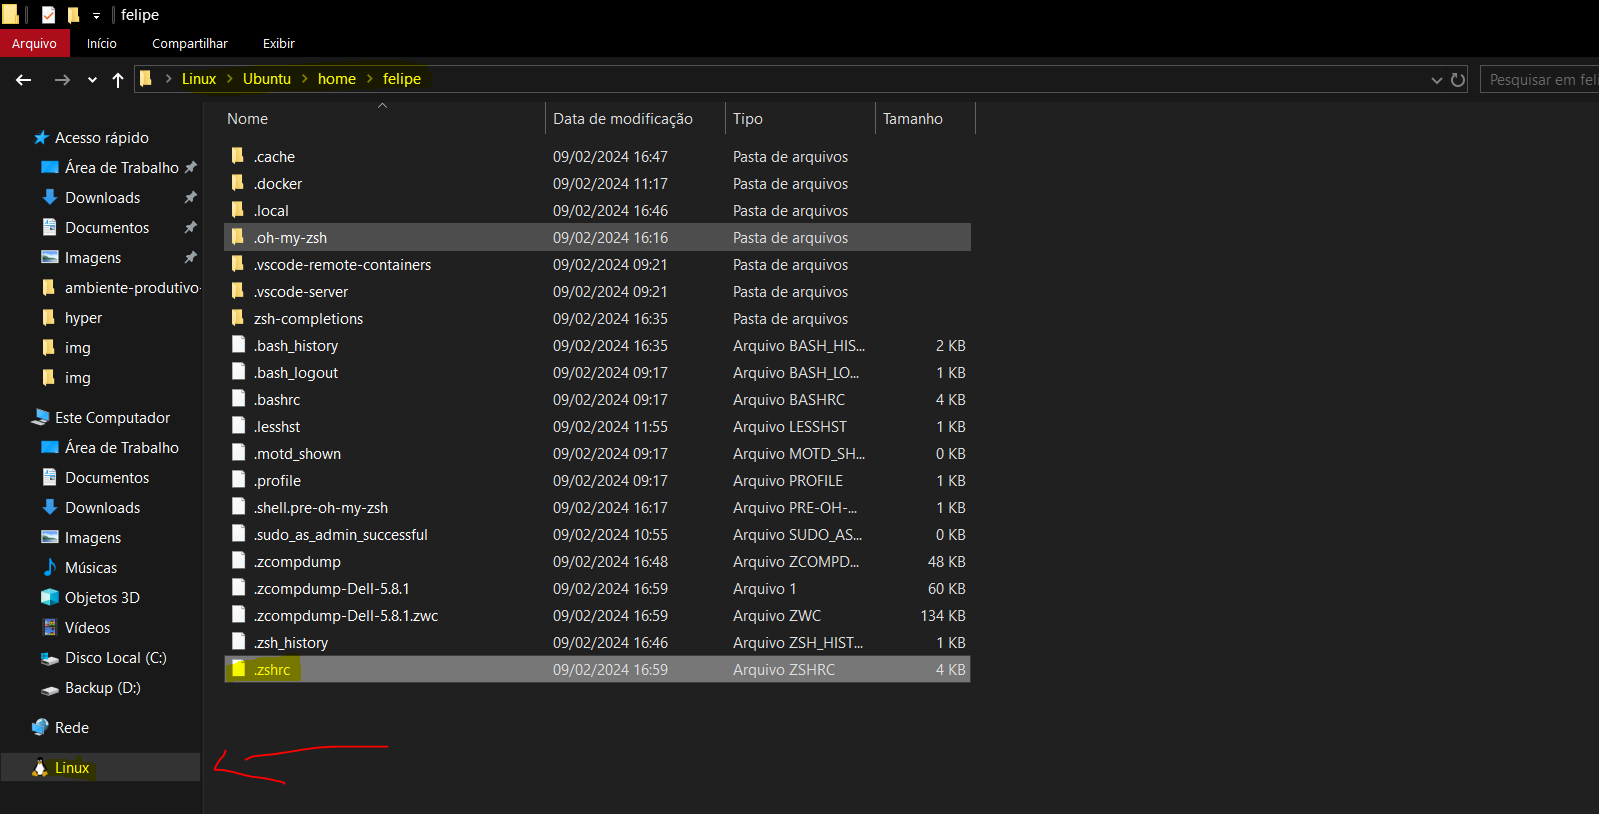 felipe
Arquivo Início Compartilhar Exibir
Linux Ubuntu home felipe
Pesquisar em feli
Nome Data de modificação Tipo Tamanho
Acesso rápido
Área de Trabalho
Downloads
Documentos
Imagens
ambiente-produtivo-
hyper
img
img
Este Computador
Área de Trabalho
Documentos
Downloads
Imagens
Músicas
Objetos 3D
Vídeos
Disco Local (C:)
Backup (D:)
Rede
Linux
.cache 09/02/2024 16:47 Pasta de arquivos
.docker 09/02/2024 11:17 Pasta de arquivos
.local 09/02/2024 16:46 Pasta de arquivos
.oh-my-zsh 09/02/2024 16:16 Pasta de arquivos
.vscode-remote-containers 09/02/2024 09:21 Pasta de arquivos
.vscode-server 09/02/2024 09:21 Pasta de arquivos
zsh-completions 09/02/2024 16:35 Pasta de arquivos
.bash_history 09/02/2024 16:35 Arquivo BASH_HIS... 2 KB
.bash_logout 09/02/2024 09:17 Arquivo BASH_LO... 1 KB
.bashrc 09/02/2024 09:17 Arquivo BASHRC 4 KB
.lesshst 09/02/2024 11:55 Arquivo LESSHST 1 KB
.motd_shown 09/02/2024 09:17 Arquivo MOTD_SH... 0 KB
.profile 09/02/2024 09:17 Arquivo PROFILE 1 KB
.shell.pre-oh-my-zsh 09/02/2024 16:17 Arquivo PRE-OH-... 1 KB
.sudo_as_admin_successful 09/02/2024 10:55 Arquivo SUDO_AS... 0 KB
.zcompdump 09/02/2024 16:48 Arquivo ZCOMPD... 48 KB
.zcompdump-Dell-5.8.1 09/02/2024 16:59 Arquivo 1 60 KB
.zcompdump-Dell-5.8.1.zwc 09/02/2024 16:59 Arquivo ZWC 134 KB
.zsh_history 09/02/2024 16:46 Arquivo ZSH_HIST... 1 KB
.zshrc 09/02/2024 16:59 Arquivo ZSHRC 4 KB